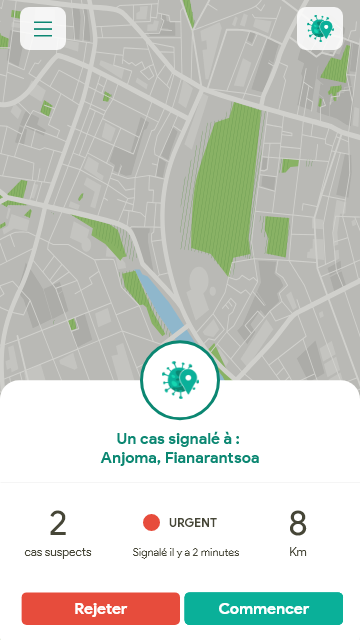 Un cas signalé à :
Anjoma, Fianarantsoa
2
cas suspects
URGENT
Signalé il y a 2 minutes
8
Km
Rejeter
Commencer